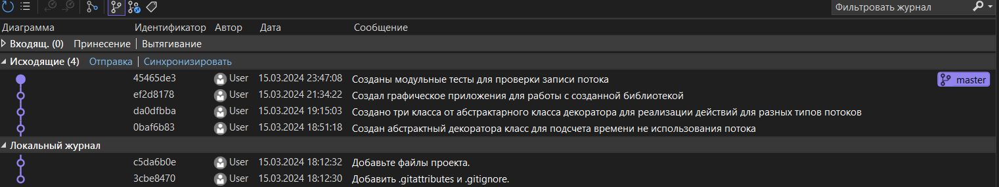 Фильтровать журнал
Диаграмма Идентификатор Автор Дата Сообщение
Входящ. (0) Принесение | Вытягивание
Исходящие (4) Отправка | Синхронизировать
45465de3 User 15.03.2024 23:47:08 Созданы модульные тесты для проверки записи потока master
ef2d8178 User 15.03.2024 21:34:22 Создал графическое приложения для работы с созданной библиотекой
da0dfbba User 15.03.2024 19:15:03 Создано три класса от абстрактарного класса декоратора для реализации действий для разных типов потоков
0baf6b83 User 15.03.2024 18:51:18 Создан абстрактный декоратора класс для подсчета времени не использования потока
Локальный журнал
c5da6b0e User 15.03.2024 18:12:32 Добавьте файлы проекта.
3cbe8470 User 15.03.2024 18:12:30 Добавить .gitattributes и .gitignore.